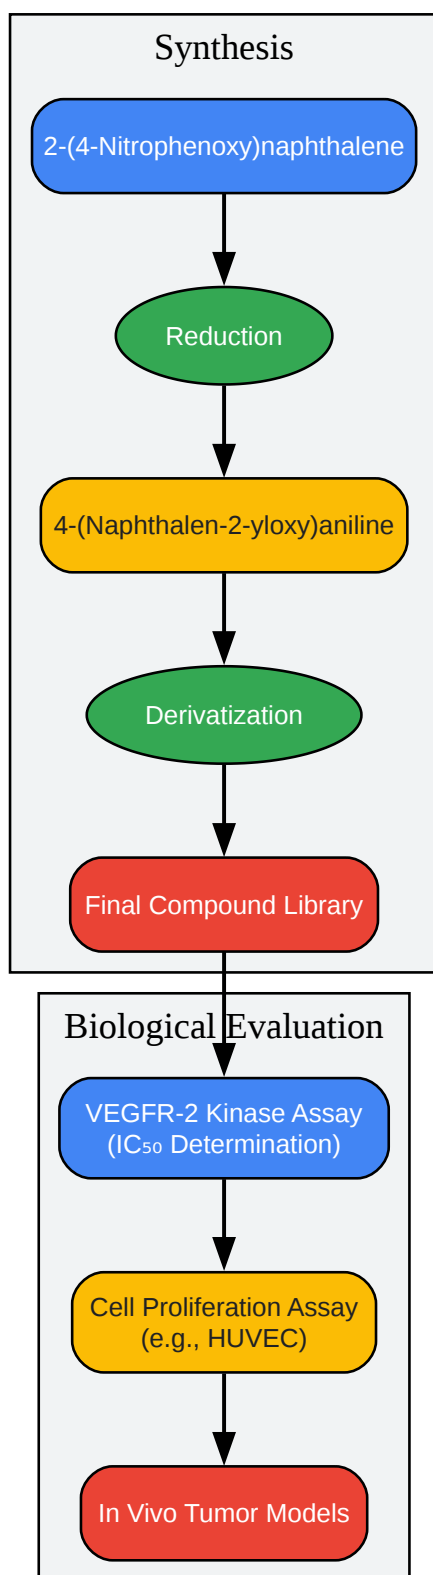 Synthesis
2-(4-Nitrophenoxy)naphthalene
Reduction
4-(Naphthalen-2-yloxy)aniline
Derivatization
Final Compound Library
Biological Evaluation
VEGFR-2 Kinase Assay
(IC₅₀ Determination)
Cell Proliferation Assay
(e.g., HUVEC)
In Vivo Tumor Models